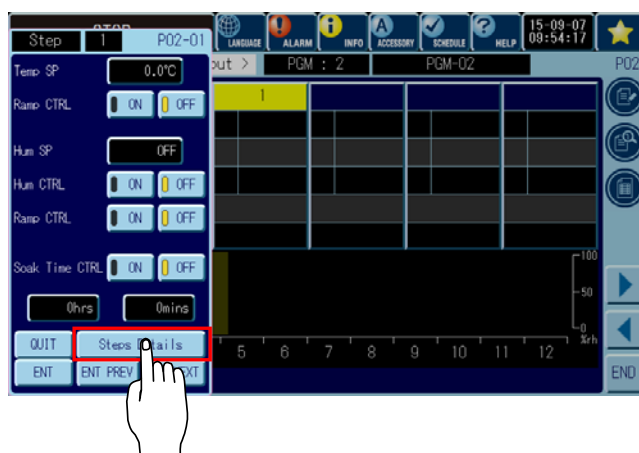 LANGUAGE ALARM INFO ACCESSORY SCHEDULE HELP 15-09-07
09:54:17
Step 1 P02-01
PGM : 2 PGM-02 P02
Temp SP 0.0℃
1
Ramp CTRL ON OFF
Hum SP OFF
Hum CTRL ON OFF
Ramp CTRL ON OFF
Soak Time CTRL ON OFF
100
50
0
%rh
0hrs 0mins
QUIT Steps Details
5 6 7 8 9 10 11 12
ENT ENT PREV
END